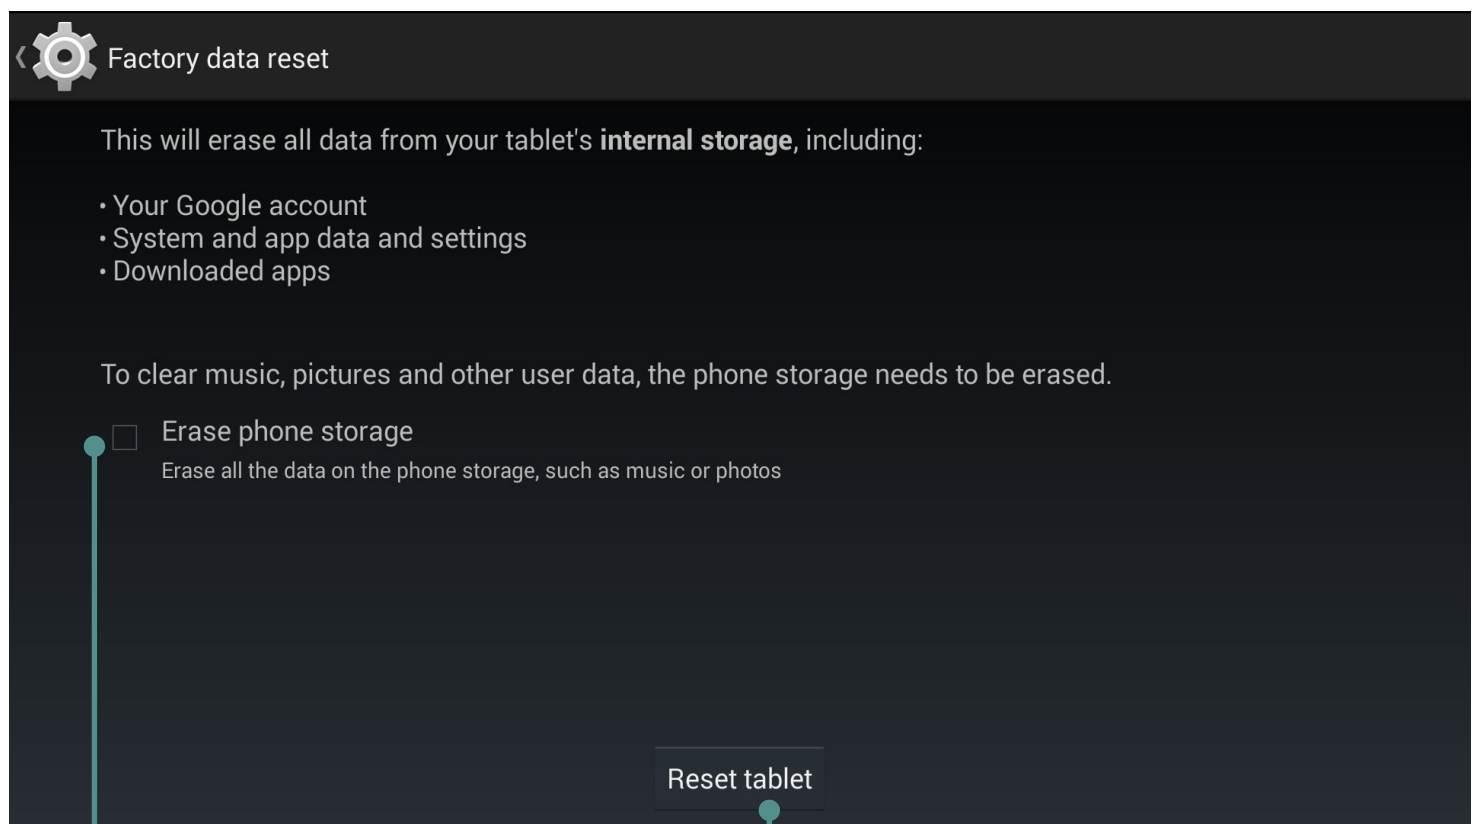 Factory data reset
This will erase all data from your tablet's internal storage, including:
• Your Google account
• System and app data and settings
• Downloaded apps
To clear music, pictures and other user data, the phone storage needs to be erased.
Erase phone storage
Erase all the data on the phone storage, such as music or photos
Reset tablet